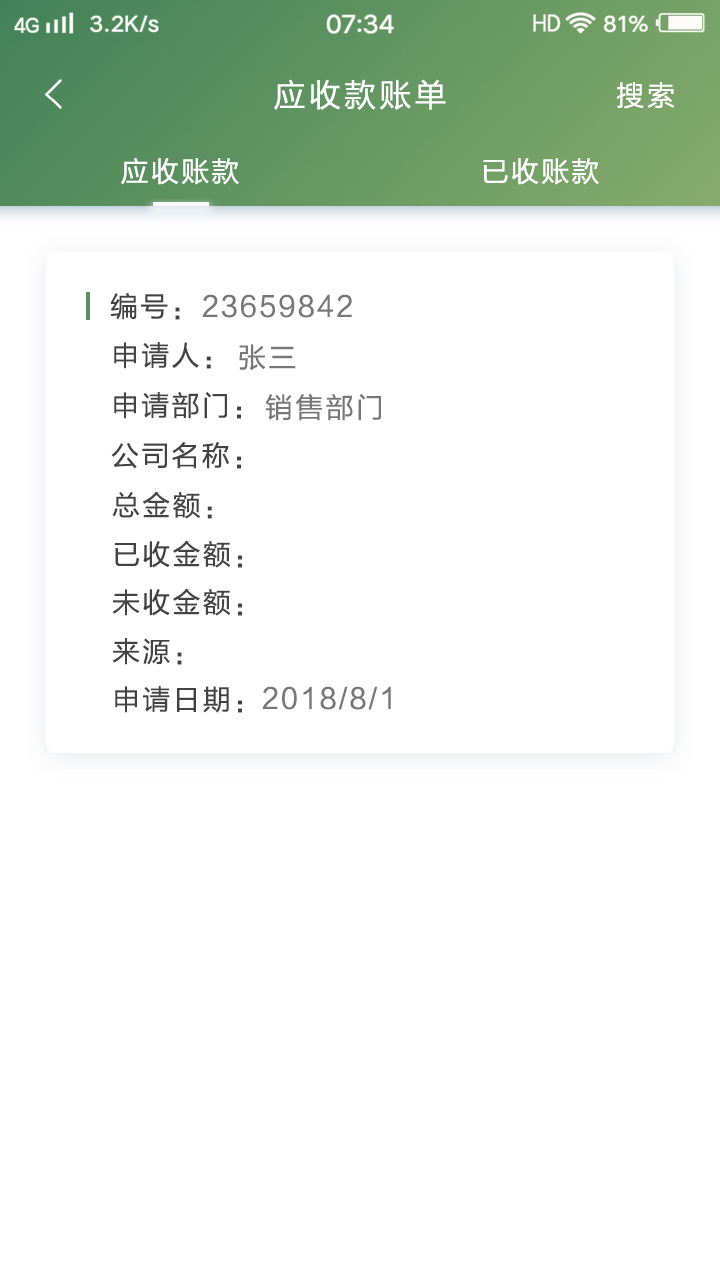 4G 3.2K/s 07:34 HD 81%
应收款账单 搜索
应收账款 已收账款
编号：23659842
申请人：张三
申请部门：销售部门
公司名称：
总金额：
已收金额：
未收金额：
来源：
申请日期：2018/8/1